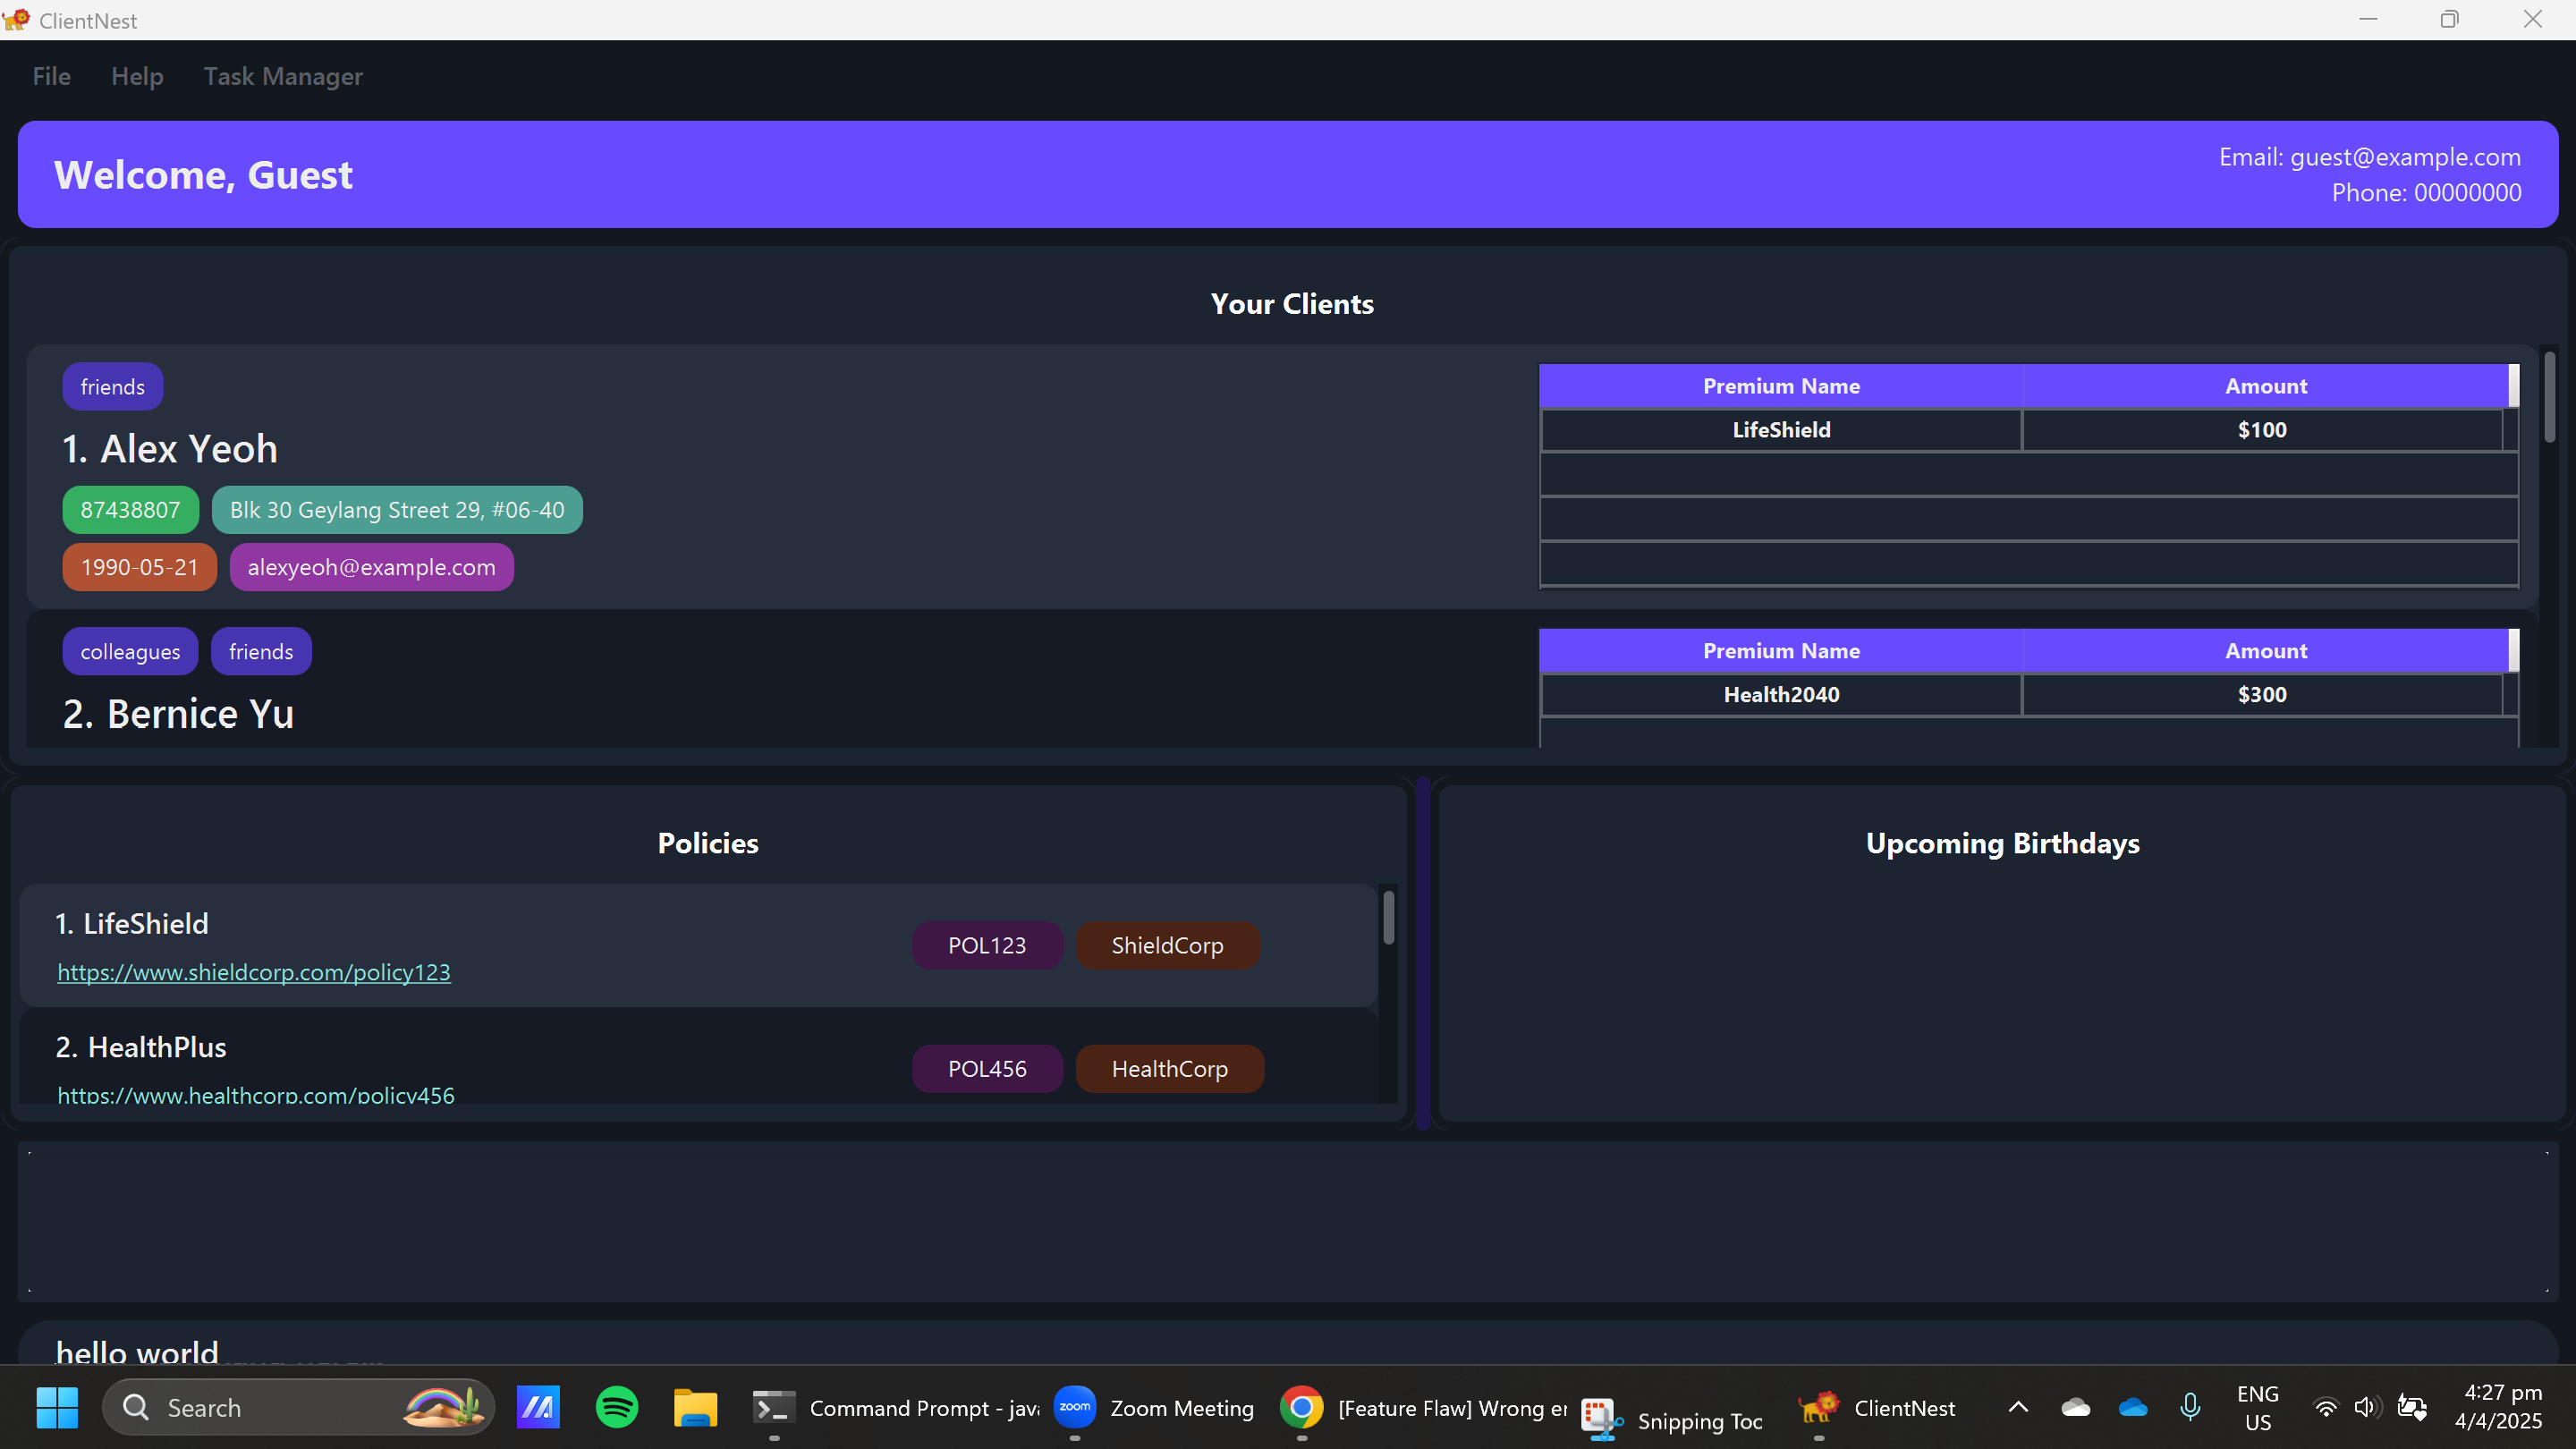 ClientNest
File Help Task Manager
Welcome, Guest
Email: guest@example.com
Phone: 00000000
Your Clients
friends
1. Alex Yeoh
87438807 Blk 30 Geylang Street 29, #06-40
1990-05-21 alexyeoh@example.com
Premium Name Amount
LifeShield $100
colleagues friends
2. Bernice Yu
Premium Name Amount
Health2040 $300
Policies
1. LifeShield
https://www.shieldcorp.com/policy123
POL123 ShieldCorp
2. HealthPlus
https://www.healthcorp.com/policy456
POL456 HealthCorp
Upcoming Birthdays
hello world
Search
Command Prompt - java
zoom
Zoom Meeting
[Feature Flaw] Wrong er
Snipping Too
ClientNest
ENG
US
4:27 pm
4/4/2025